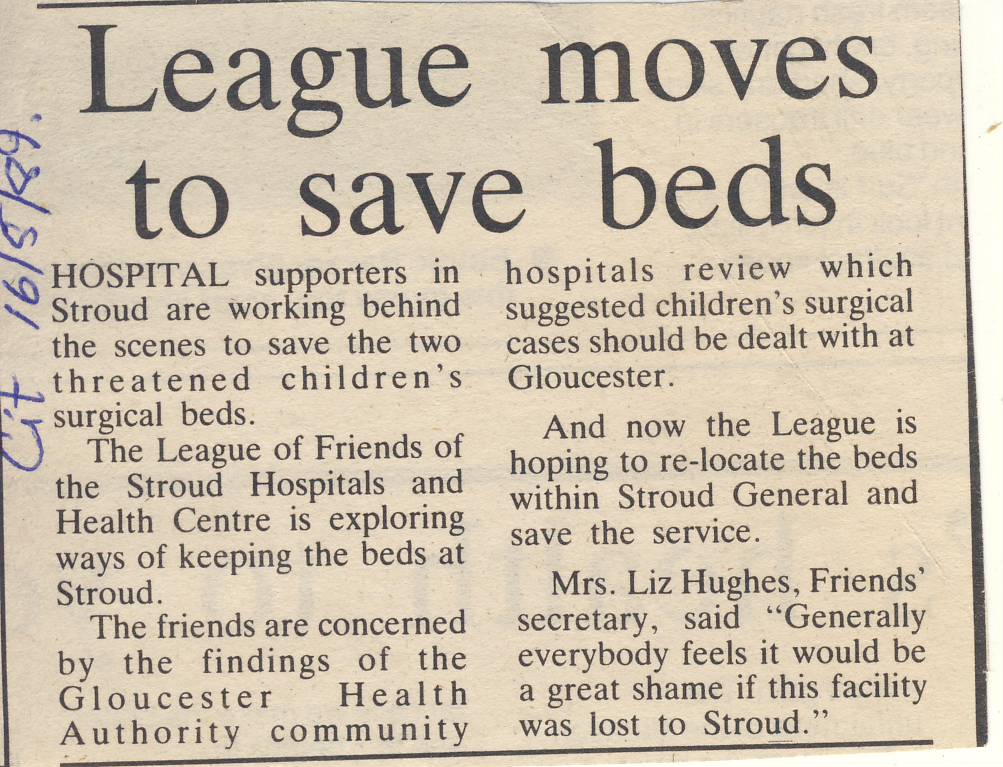 League moves
to save beds
Cit 16/5/89.
HOSPITAL supporters in
Stroud are working behind
the scenes to save the two
threatened children's
surgical beds.
The League of Friends of
the Stroud Hospitals and
Health Centre is exploring
ways of keeping the beds at
Stroud.
The friends are concerned
by the findings of the
Gloucester Health
Authority community
hospitals review which
suggested children's surgical
cases should be dealt with at
Gloucester.
And now the League is
hoping to re-locate the beds
within Stroud General and
save the service.
Mrs. Liz Hughes, Friends'
secretary, said “Generally
everybody feels it would be
a great shame if this facility
was lost to Stroud.”